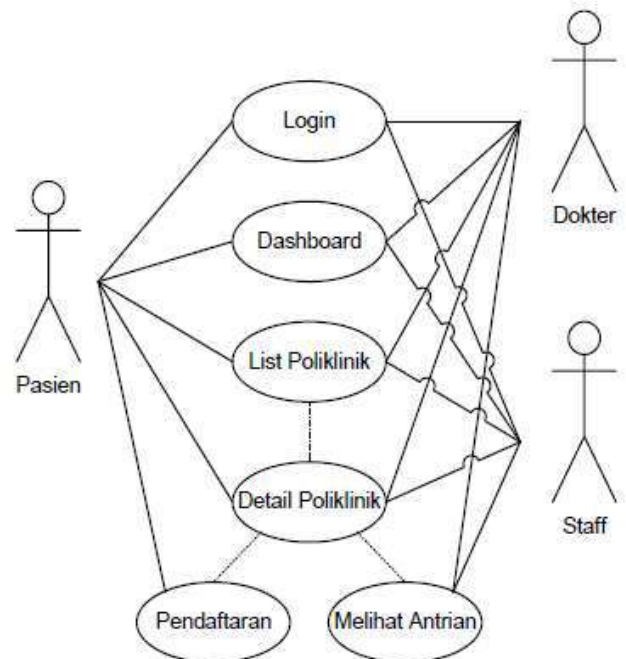 Login
Dokter
Dashboard
Pasien
List Poliklinik
Detail Poliklinik
Staff
Pendaftaran
Melihat Antrian